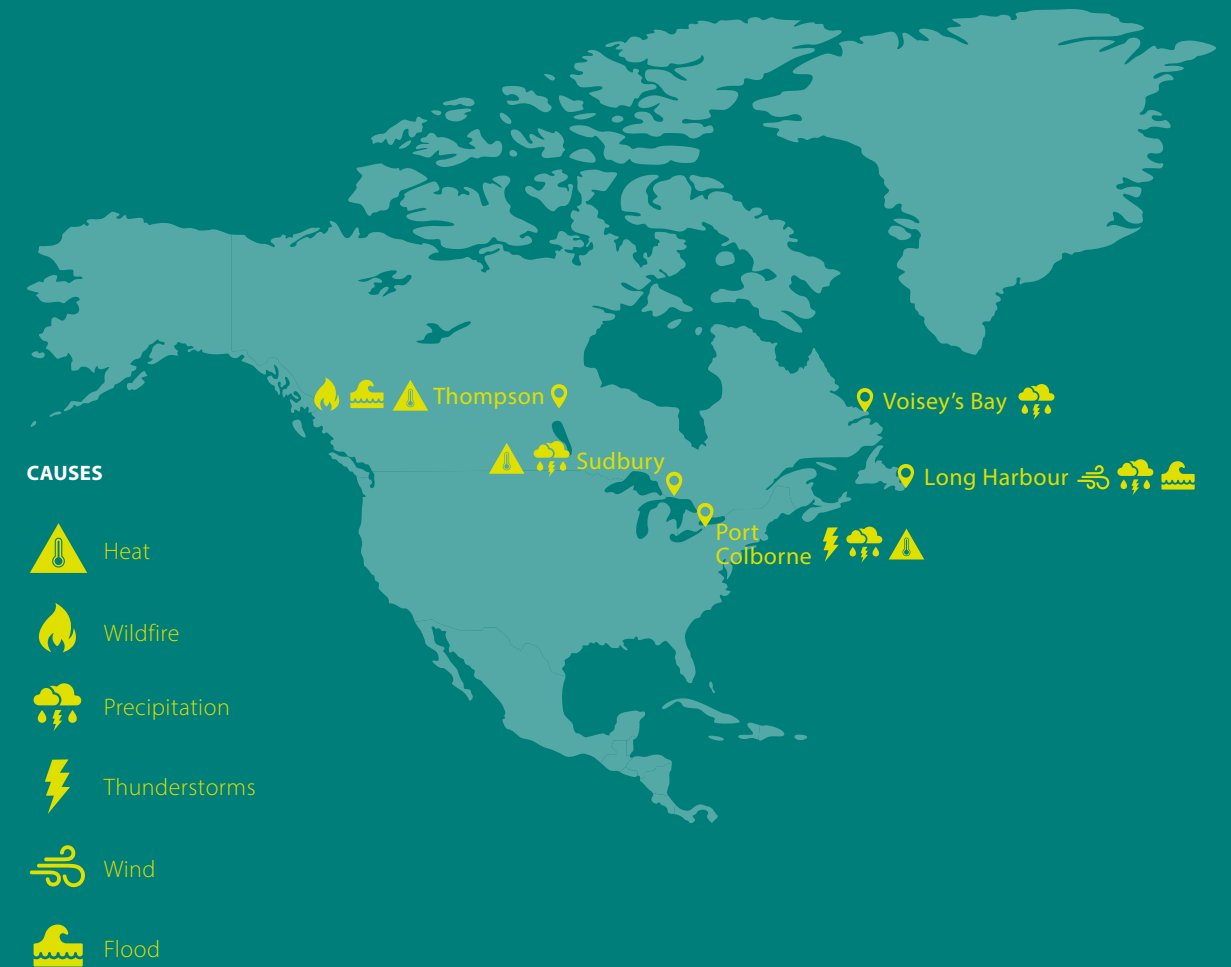 Thompson
Voisey's Bay
Sudbury
Long Harbour
Port
Colborne
CAUSES
Heat
Wildfire
Precipitation
Thunderstorms
Wind
Flood